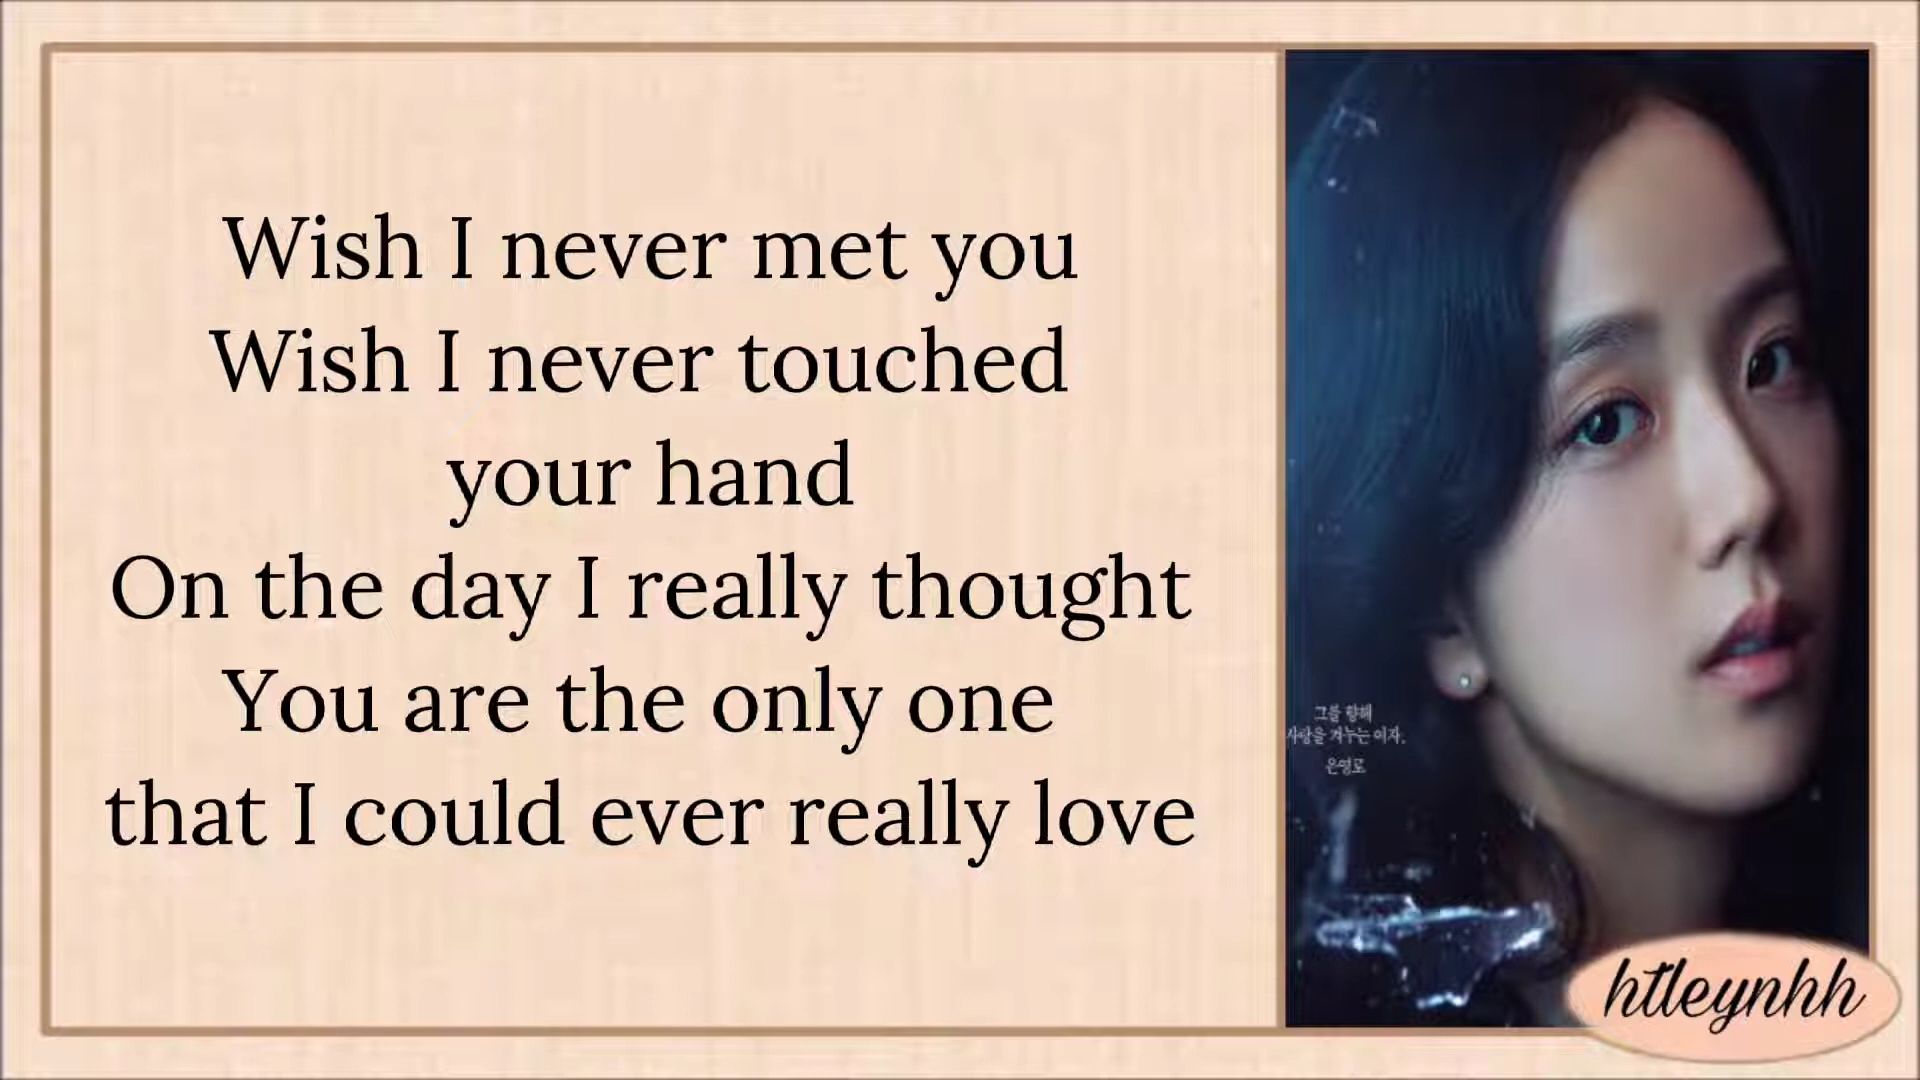 Wish I never met you
Wish I never touched
your hand
On the day I really thought
You are the only one
that I could ever really love
그를 향해
사랑을 겨누는 여자,
은영로
htleynhh